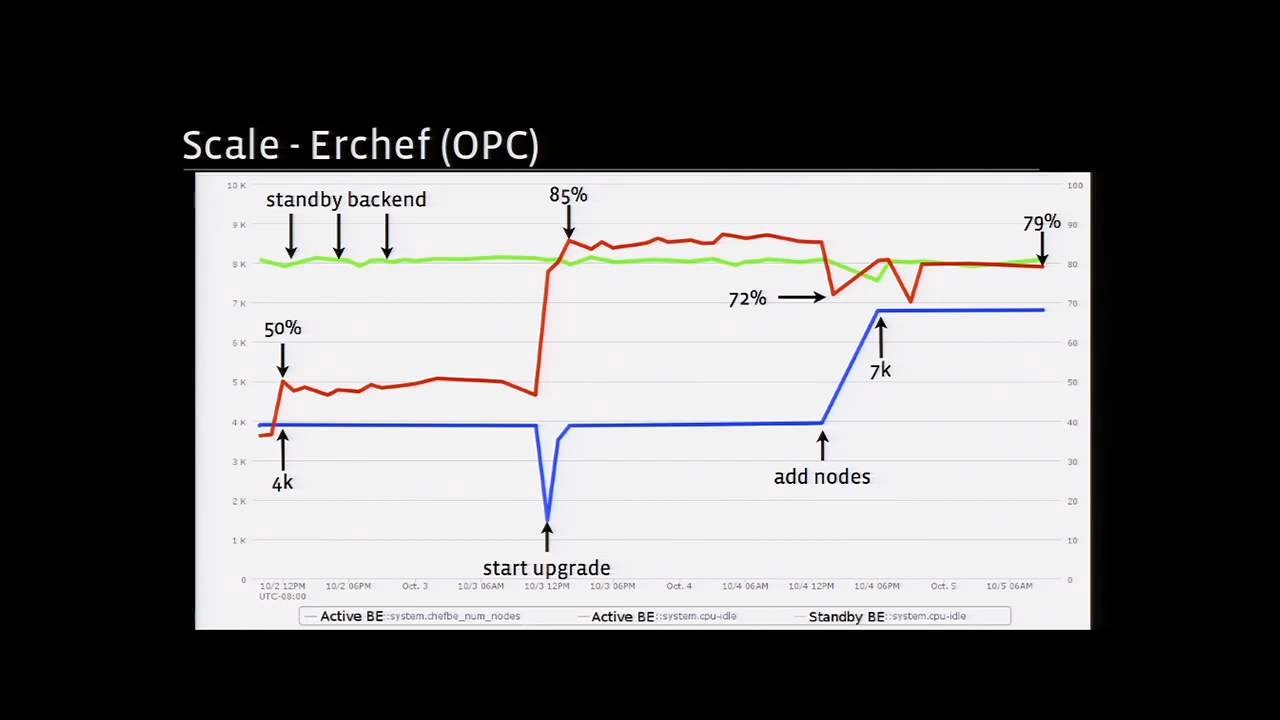 Scale - Erchef (OPC)
10 K
9 K
8 K
7 K
6 K
5 K
4 K
3 K
2 K
1 K
0
100
90
80
70
60
50
40
30
20
10
0
standby backend
85%
79%
72%
50%
7k
4k
add nodes
start upgrade
10/2 12PM 10/2 06PM Oct. 3 10/3 06AM 10/3 12PM 10/3 06PM Oct. 4 10/4 06AM 10/4 12PM 10/4 06PM Oct. 5 10/5 06AM
UTC-08:00
Active BE::system.chefbe_num_nodes Active BE::system.cpu-idle Standby BE::system.cpu-idle